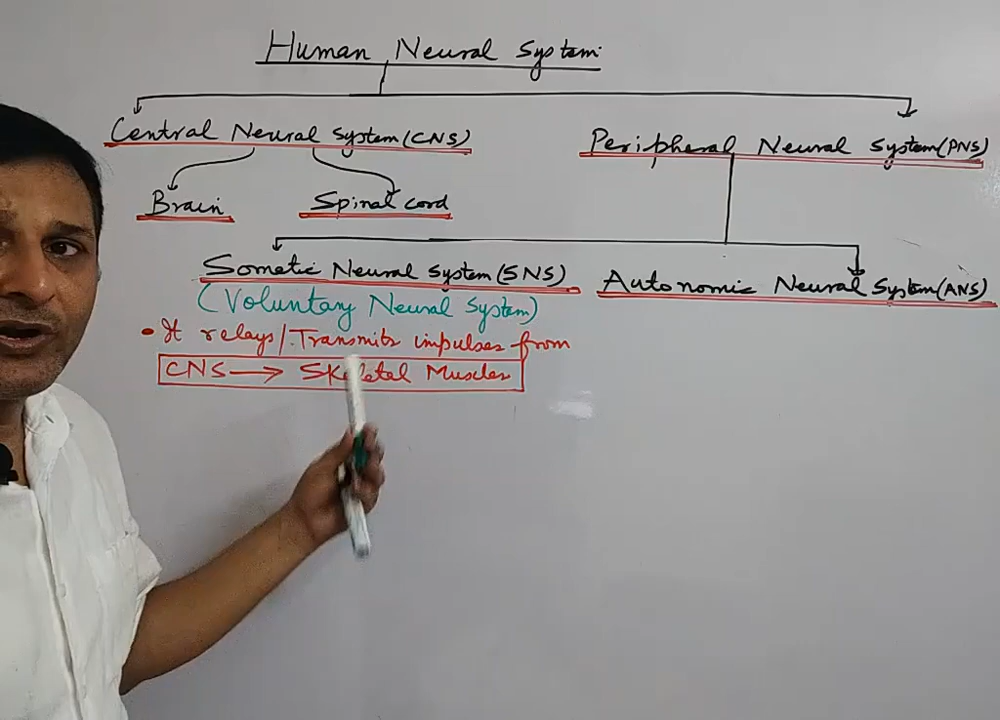 Human Neural System
Central Neural System (CNS)
Peripheral Neural System (PNS)
Brain
Spinal cord
Sometic Neural System (SNS)
Autonomic Neural System (ANS)
(Voluntary Neural System)
• It relays/Transmits impulses from
CNS → Skeletal Muscles